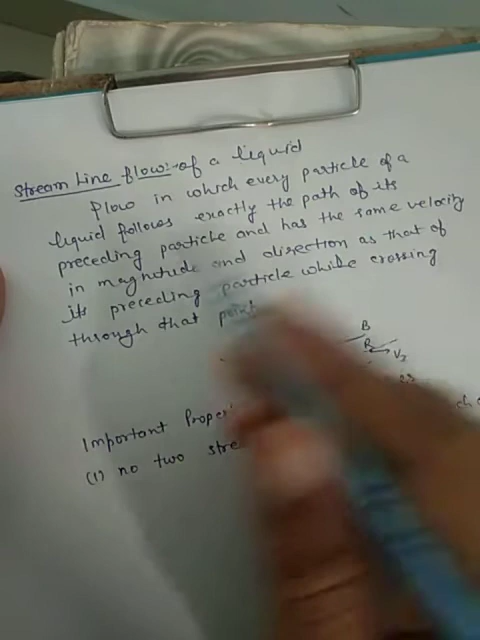 Stream Line flow:- of a liquid
flow in which every particle of a
liquid follows exactly the path of its
preceding particle and has the same velocity
in magnitude and direction as that of
its preceding particle while crossing
through that point
B
V2
Important
(1) no two